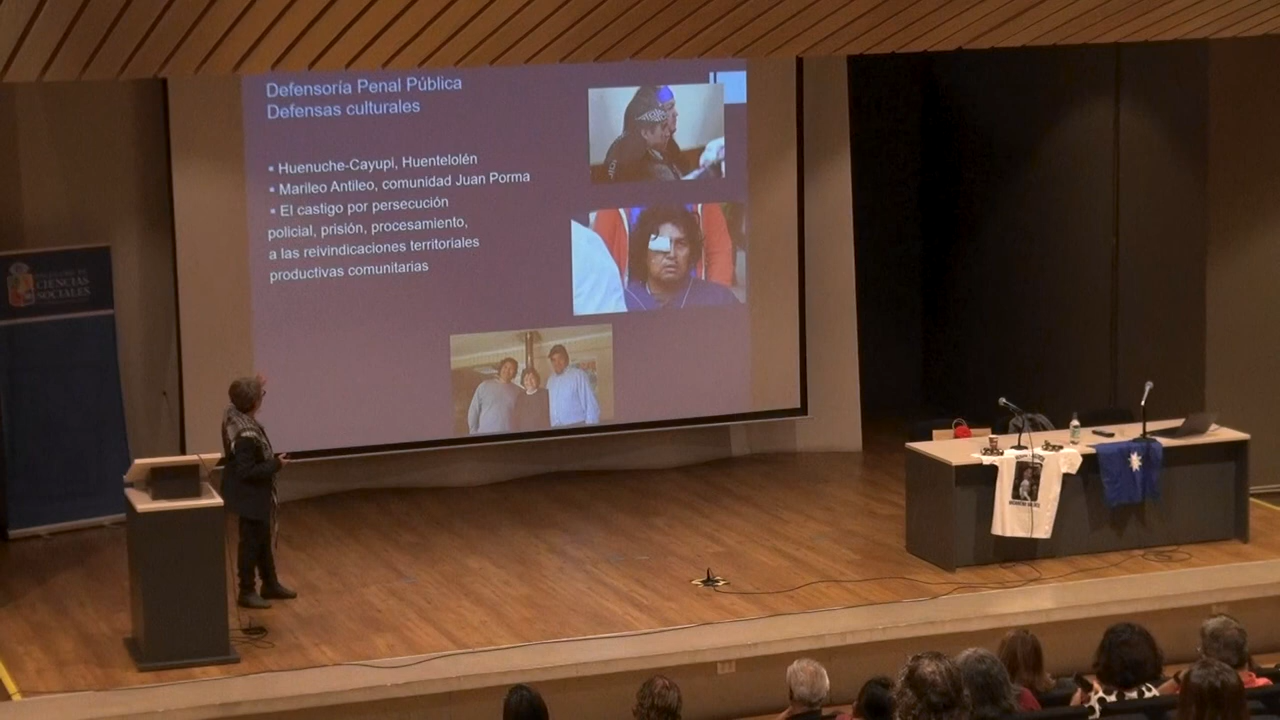 Defensoría Penal Pública
Defensas culturales
▪ Huenuche-Cayupi, Huentelolén
▪ Marileo Antileo, comunidad Juan Porma
▪ El castigo por persecución
policial, prisión, procesamiento,
a las reivindicaciones territoriales
productivas comunitarias
CIENCIAS
SOCIALES